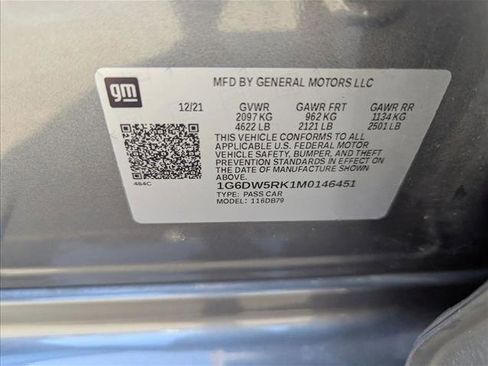 gm
MFD BY GENERAL MOTORS LLC
12/21 GVWR GAWR FRT GAWR RR
2097 KG 962 KG 1134 KG
4622 LB 2121 LB 2501 LB
THIS VEHICLE CONFORMS TO ALL
APPLICABLE U.S. FEDERAL MOTOR
VEHICLE SAFETY, BUMPER, AND THEFT
PREVENTION STANDARDS IN EFFECT ON
THE DATE OF MANUFACTURE SHOWN ABOVE.
484C
1G6DW5RK1M0146451
TYPE: PASS CAR
MODEL: 116DB79